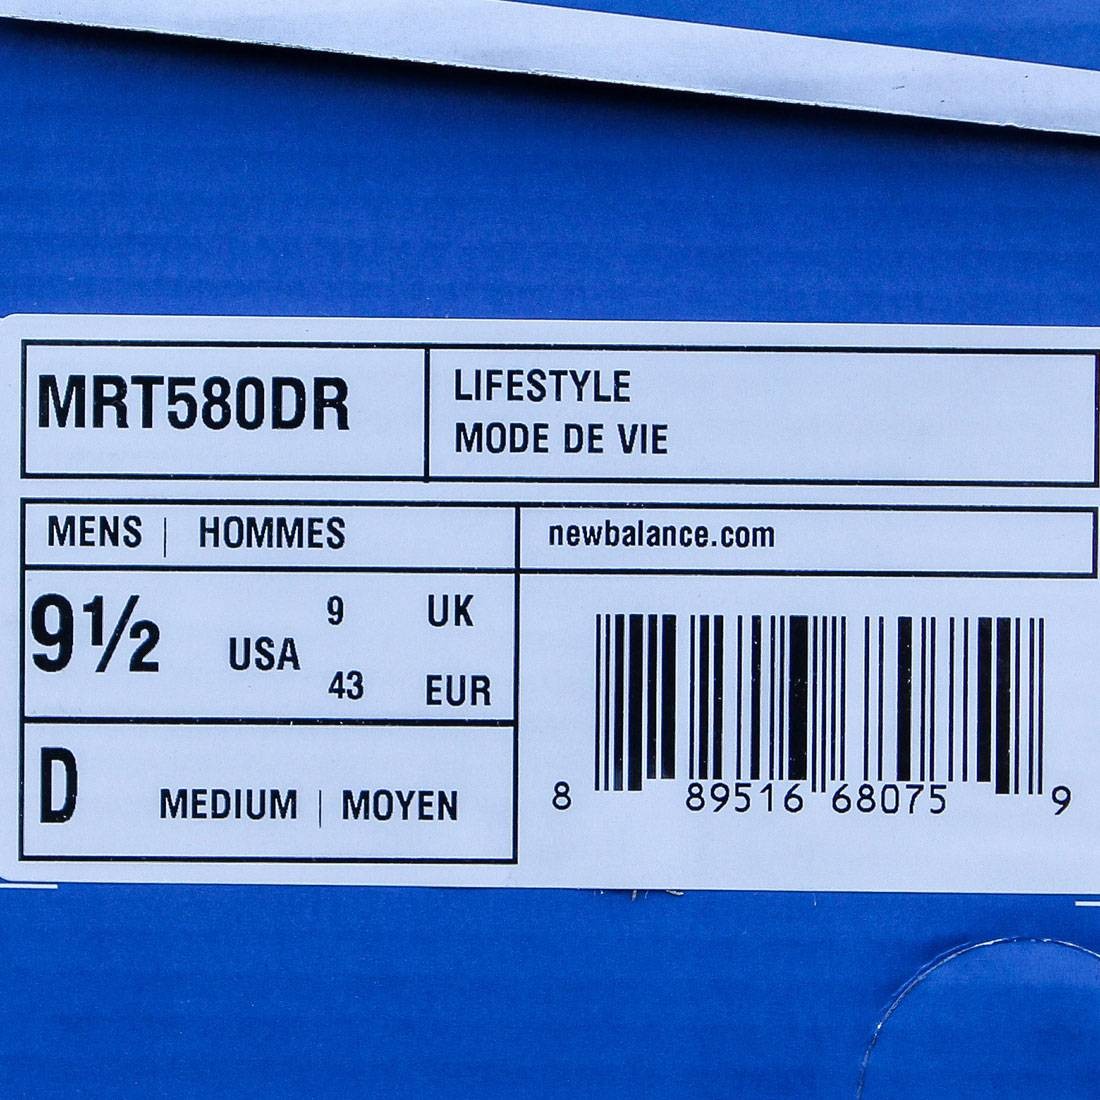 MRT580DR
LIFESTYLE
MODE DE VIE
MENS | HOMMES
newbalance.com
9½ USA
9 UK
43 EUR
D MEDIUM | MOYEN
8 89516 68075 9